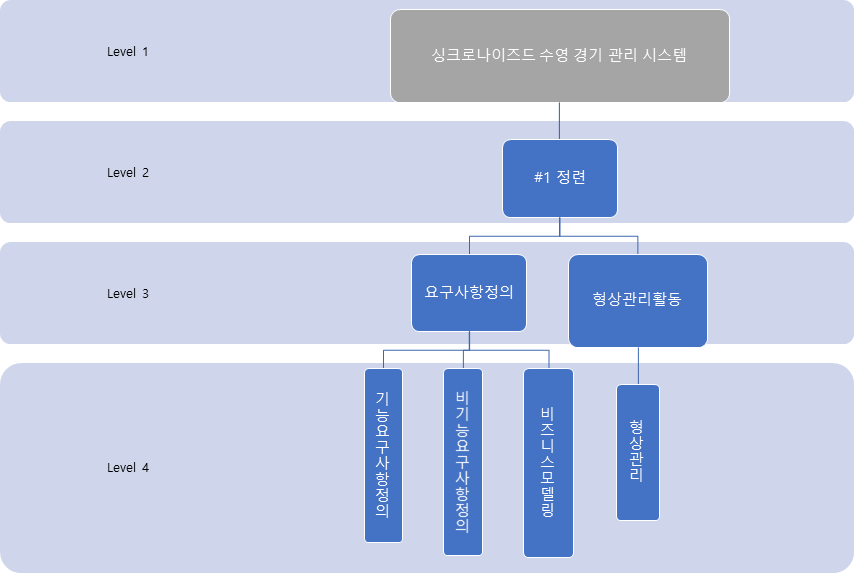 Level 1
싱크로나이즈드 수영 경기 관리 시스템
Level 2
#1 정련
Level 3
요구사항정의
형상관리활동
Level 4
기능요구사항정의
비기능요구사항정의
비즈니스모델링
형상관리